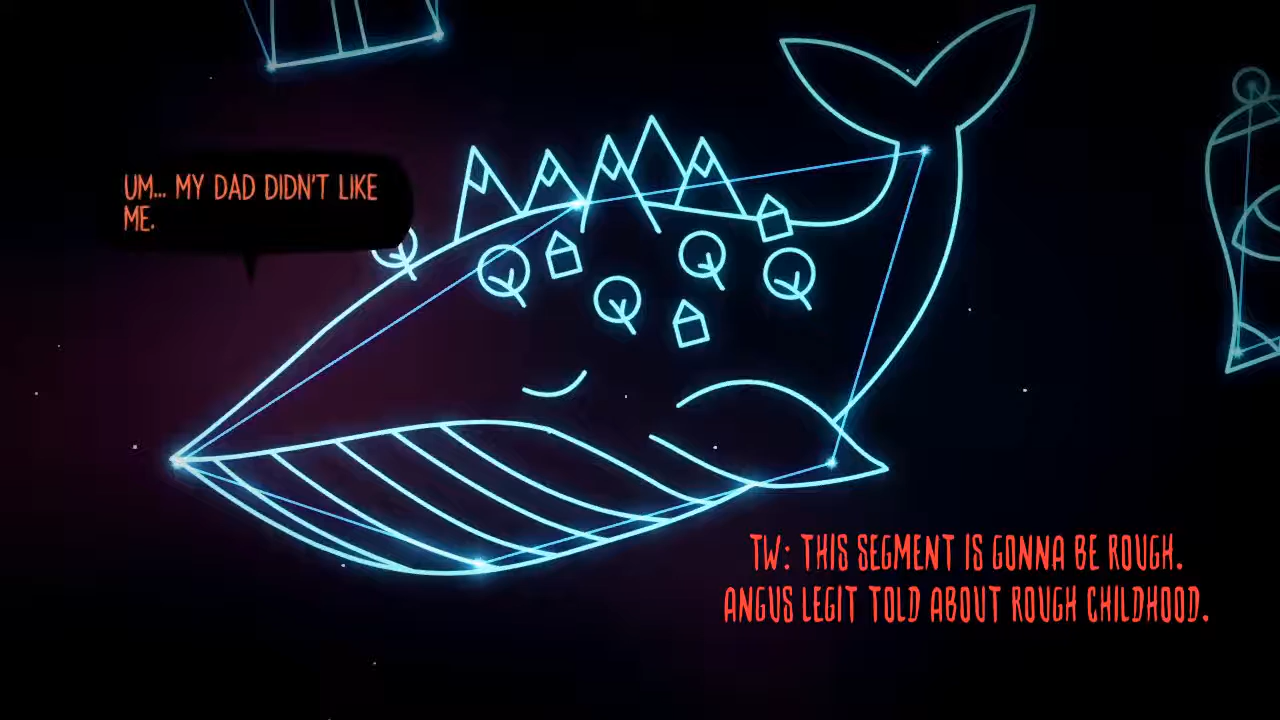 UM... MY DAD DIDN'T LIKE
ME.
TW: THIS SEGMENT IS GONNA BE ROUGH.
ANGUS LEGIT TOLD ABOUT ROUGH CHILDHOOD.